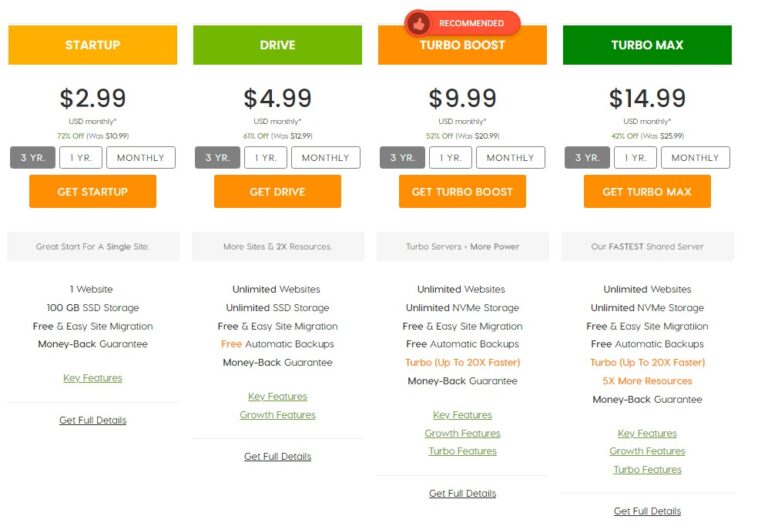 RECOMMENDED
STARTUP
$2.99
USD monthly*
72% Off (Was $10.99)
3 YR. 1 YR. MONTHLY
GET STARTUP
Great Start For A Single Site.
1 Website
100 GB SSD Storage
Free & Easy Site Migration
Money-Back Guarantee
Key Features
Get Full Details
DRIVE
$4.99
USD monthly*
61% Off (Was $12.99)
3 YR. 1 YR. MONTHLY
GET DRIVE
More Sites & 2X Resources.
Unlimited Websites
Unlimited SSD Storage
Free & Easy Site Migration
Free Automatic Backups
Money-Back Guarantee
Key Features
Growth Features
Get Full Details
TURBO BOOST
$9.99
USD monthly*
52% Off (Was $20.99)
3 YR. 1 YR. MONTHLY
GET TURBO BOOST
Turbo Servers + More Power
Unlimited Websites
Unlimited NVMe Storage
Free & Easy Site Migration
Free Automatic Backups
Turbo (Up To 20X Faster)
Money-Back Guarantee
Key Features
Growth Features
Turbo Features
Get Full Details
TURBO MAX
$14.99
USD monthly*
42% Off (Was $25.99)
3 YR. 1 YR. MONTHLY
GET TURBO MAX
Our FASTEST Shared Server
Unlimited Websites
Unlimited NVMe Storage
Free & Easy Site Migratiion
Free Automatic Backups
Turbo (Up To 20X Faster)
5X More Resources
Money-Back Guarantee
Key Features
Growth Features
Turbo Features
Get Full Details